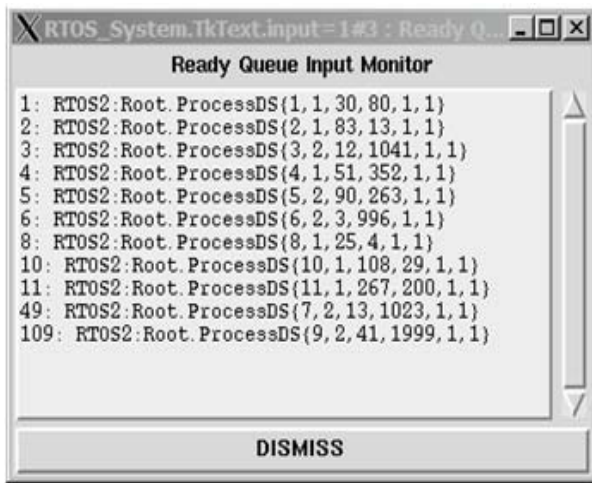 RTOS_System.TkText.input=1#3 : Ready Q...
Ready Queue Input Monitor
1: RTOS2:Root.ProcessDS{1,1,30,80,1,1}
2: RTOS2:Root.ProcessDS{2,1,83,13,1,1}
3: RTOS2:Root.ProcessDS{3,2,12,1041,1,1}
4: RTOS2:Root.ProcessDS{4,1,51,352,1,1}
5: RTOS2:Root.ProcessDS{5,2,90,263,1,1}
6: RTOS2:Root.ProcessDS{6,2,3,996,1,1}
8: RTOS2:Root.ProcessDS{8,1,25,4,1,1}
10: RTOS2:Root.ProcessDS{10,1,108,29,1,1}
11: RTOS2:Root.ProcessDS{11,1,267,200,1,1}
49: RTOS2:Root.ProcessDS{7,2,13,1023,1,1}
109: RTOS2:Root.ProcessDS{9,2,41,1999,1,1}
DISMISS